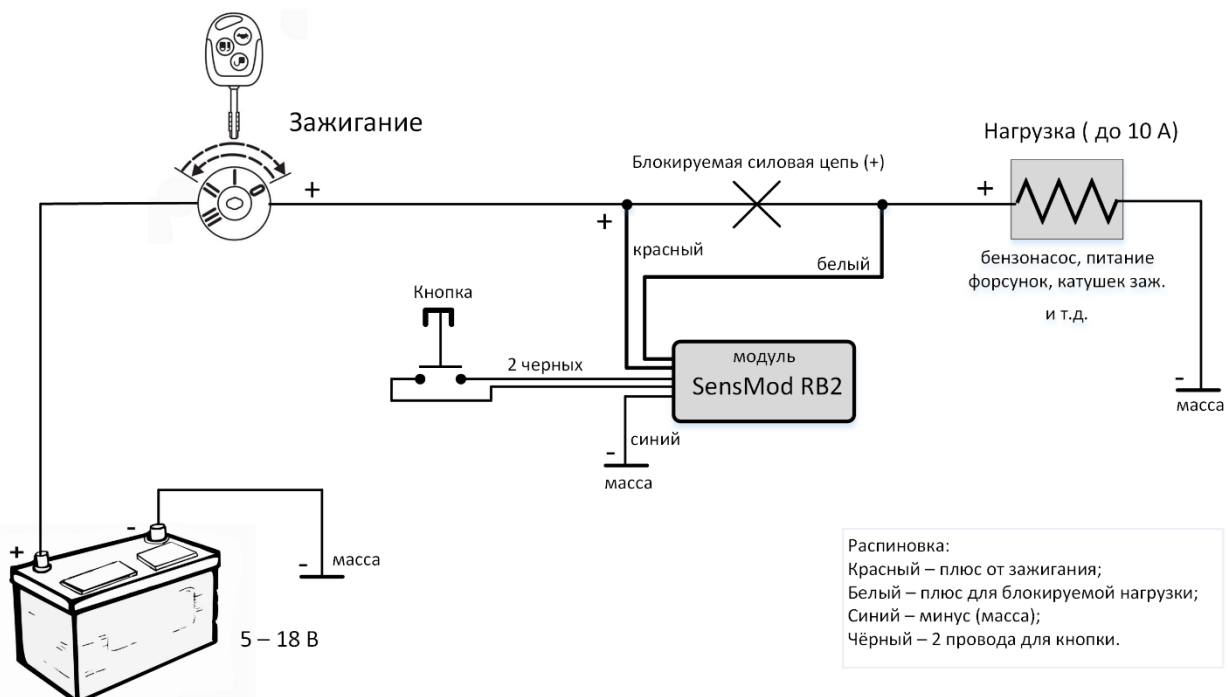 Зажигание
Нагрузка ( до 10 А)
Блокируемая силовая цепь (+)
+
+
+
красный
белый
бензонасос, питание
форсунок, катушек заж.
и т.д.
Кнопка
2 черных
модуль
SensMod RB2
-
масса
синий
-
масса
+
-
-
масса
5 – 18 В
Распиновка:
Красный – плюс от зажигания;
Белый – плюс для блокируемой нагрузки;
Синий – минус (масса);
Чёрный – 2 провода для кнопки.